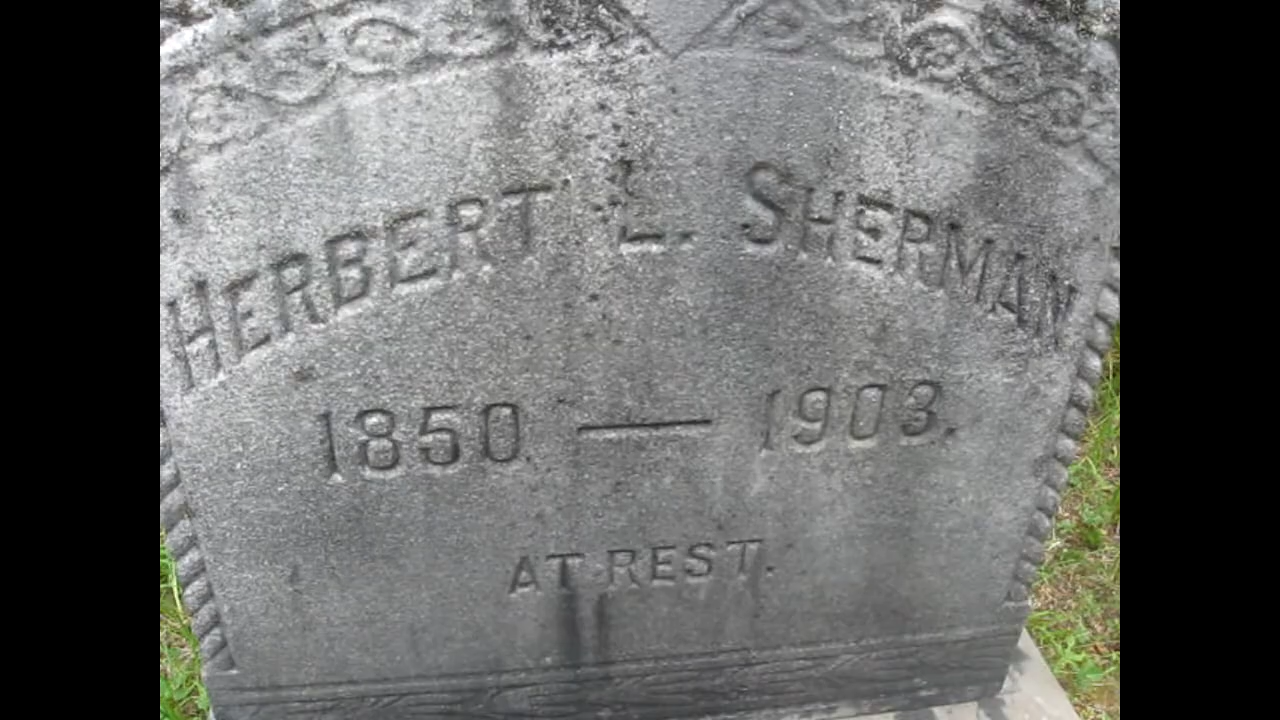 HERBERT L. SHERMAN
1850 — 1903.
AT REST.